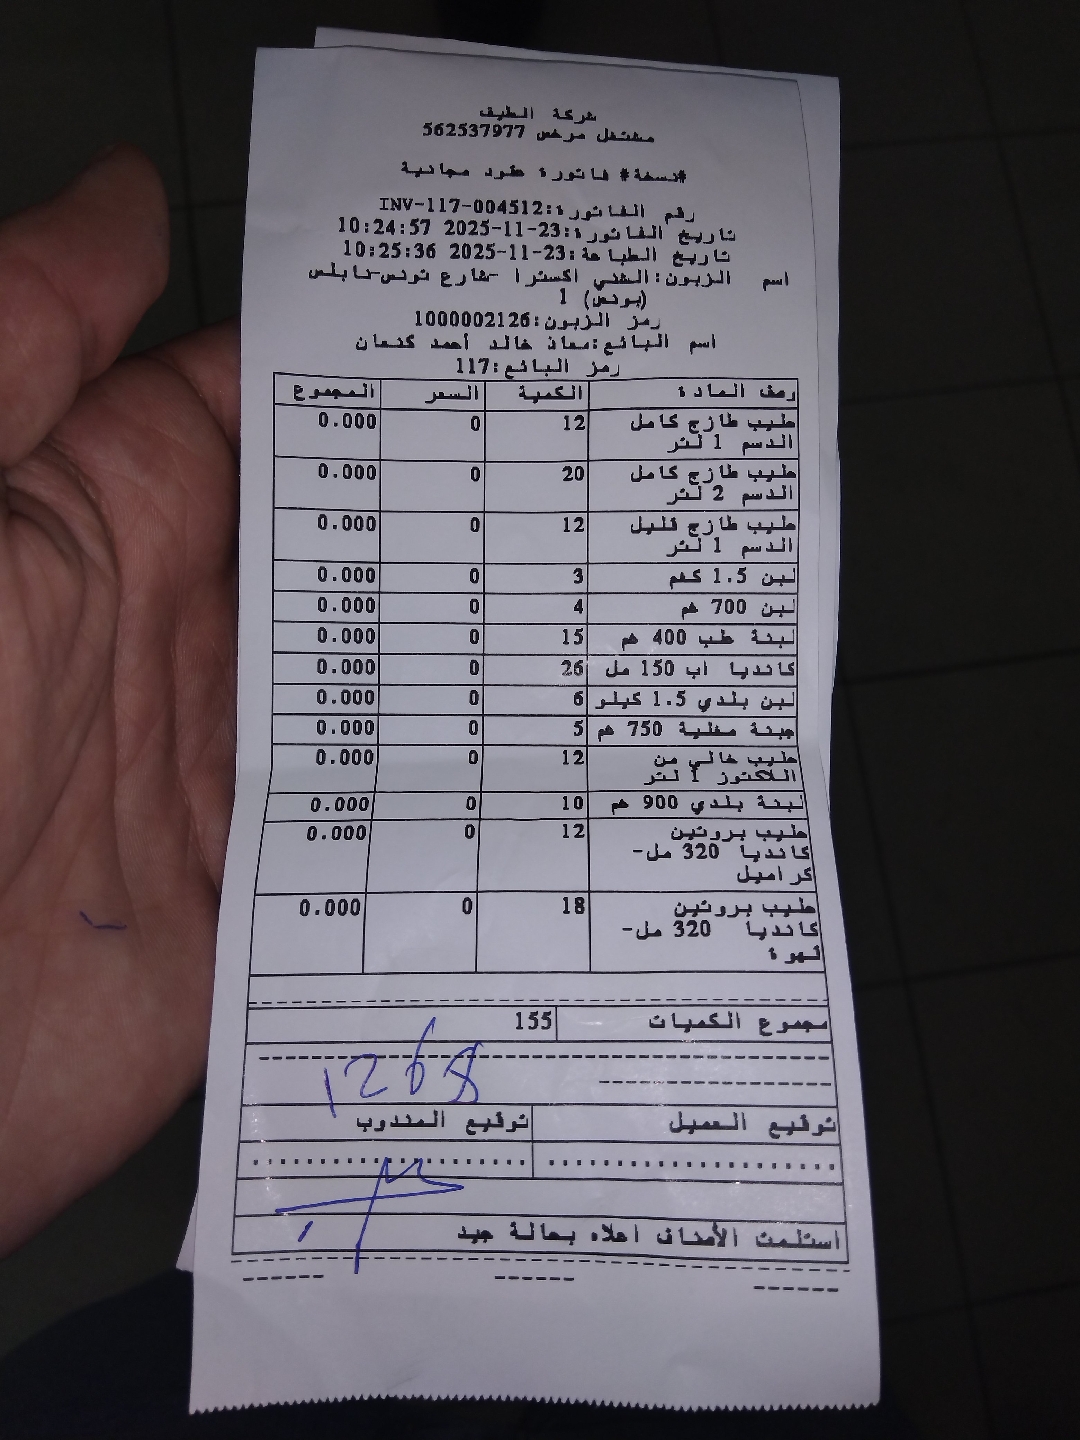 شركة الطيف
مشتغل مرخص 562537977
#نسخة# فاتورة طرود مجانية
رقم الفاتورة:INV-117-004512
تاريخ الفاتورة:23-11-2025 10:24:57
تاريخ الطباعة:23-11-2025 10:25:36
اسم الزبون:الشني اكسترا -شارع تونس-نابلس
(بونص) 1
رمز الزبون:1000002126
اسم البائع:معاذ خالد أحمد كنعان
رمز البائع:117
وصف المادة الكمية السعر المجموع
حليب طازج كامل 12 0 0.000
الدسم 1 لتر
حليب طازج كامل 20 0 0.000
الدسم 2 لتر
حليب طازج قليل 12 0 0.000
الدسم 1 لتر
لبن 1.5 كغم 3 0 0.000
لبن 700 غم 4 0 0.000
لبنة طب 400 غم 15 0 0.000
كانديا اب 150 مل 26 0 0.000
لبن بلدي 1.5 كيلو 6 0 0.000
جبنة مغلية 750 غم 5 0 0.000
حليب خالي من 12 0 0.000
اللاكتوز 1 لتر
لبنة بلدي 900 غم 10 0 0.000
حليب بروتين 12 0 0.000
كانديا 320 مل-
كراميل
حليب بروتين 18 0 0.000
كانديا 320 مل-
قهوة
مجموع الكميات 155
1268
توقيع العميل توقيع المندوب
استلمت الأصناف اعلاه بحالة جيد